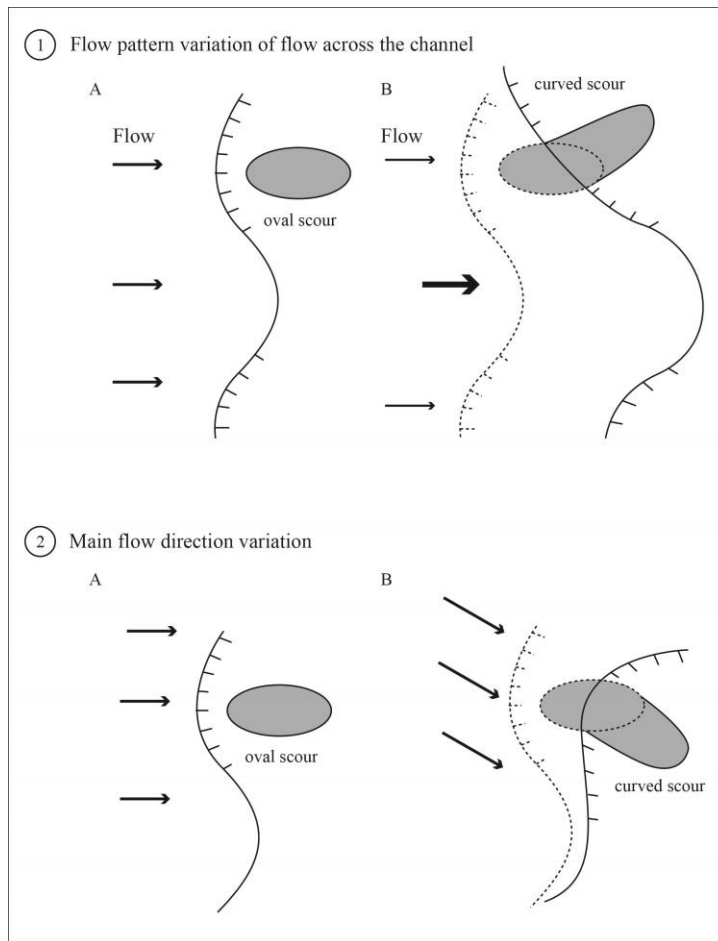 1 Flow pattern variation of flow across the channel
A
B
curved scour
Flow
Flow
oval scour
2 Main flow direction variation
A
B
oval scour
curved scour